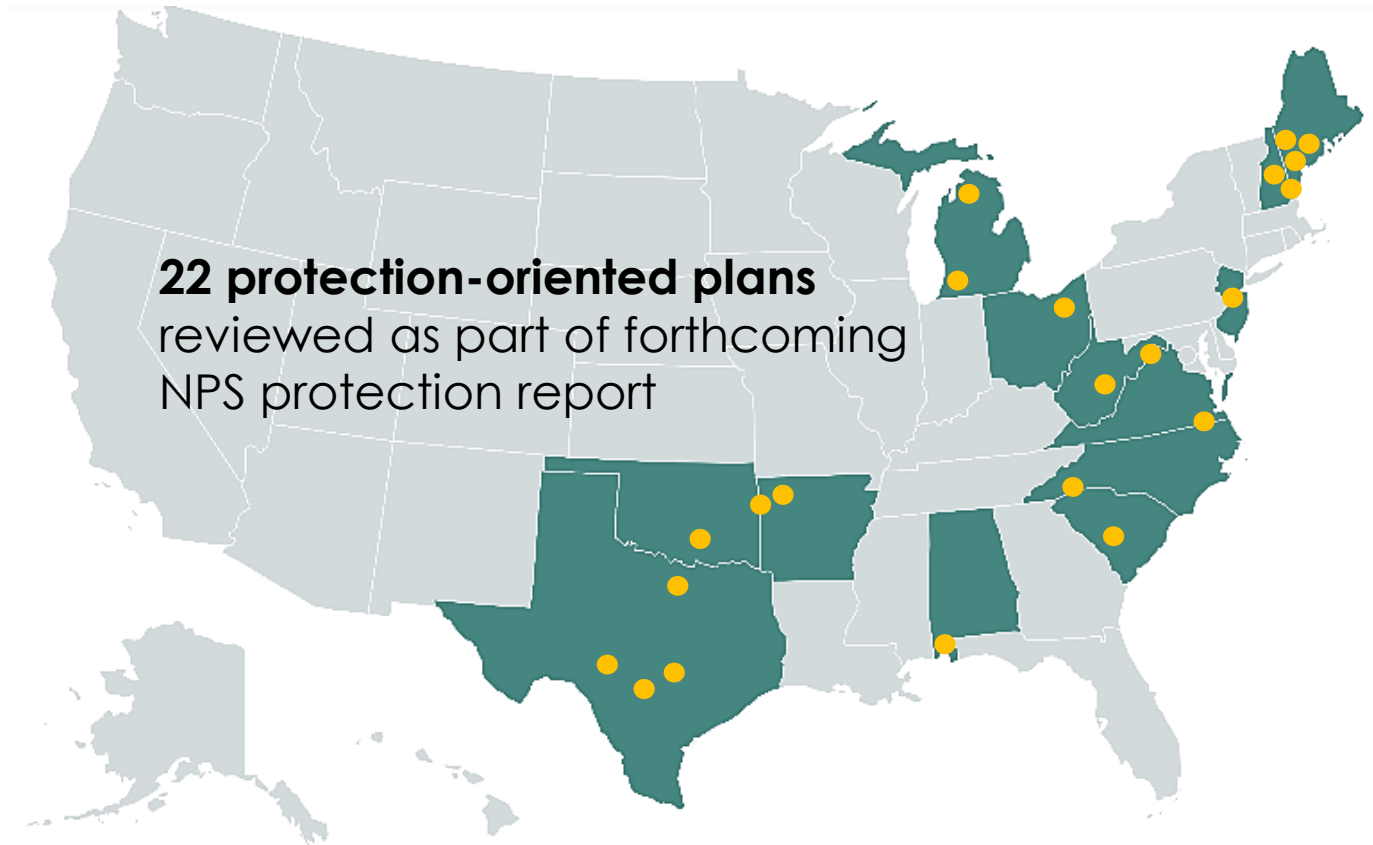 22 protection-oriented plans
reviewed as part of forthcoming
NPS protection report